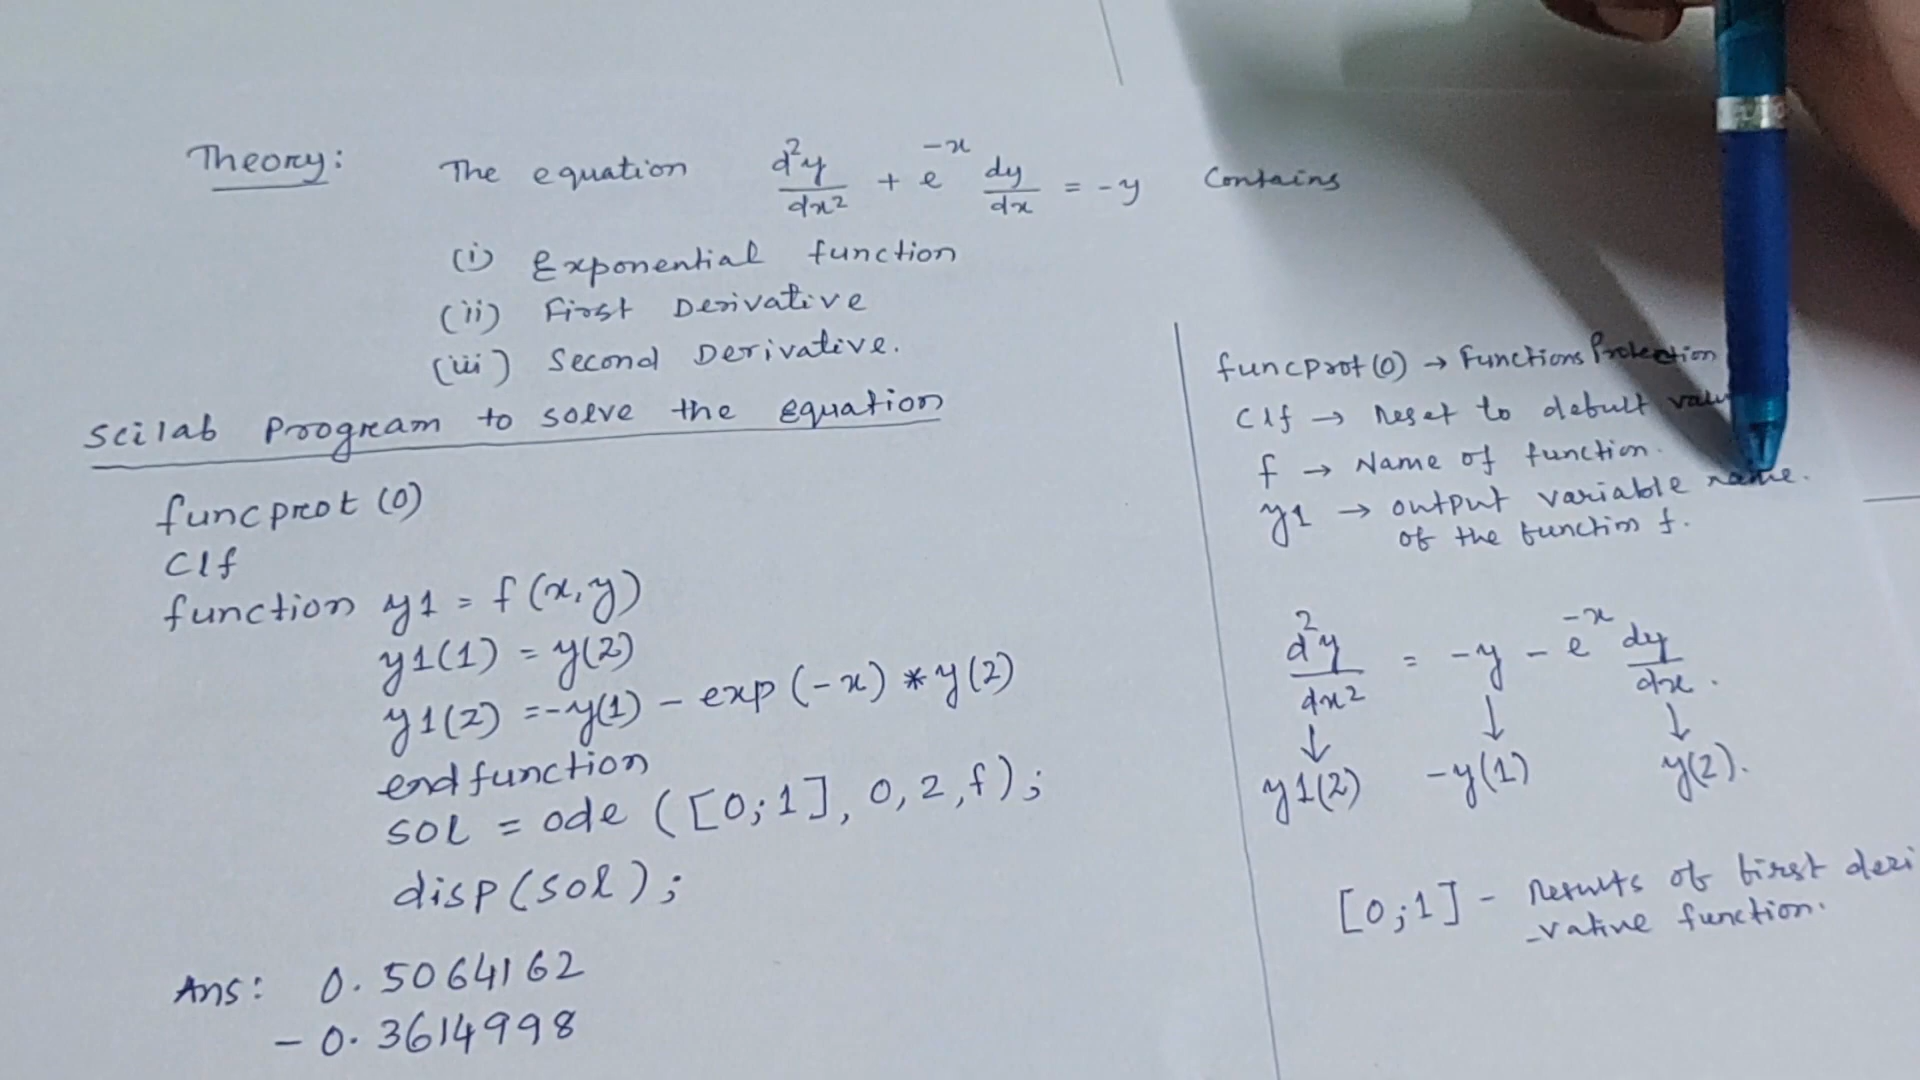 Theory: The equation d²y/dx² + e^-x dy/dx = -y Contains
(i) Exponential function
(ii) First Derivative
(iii) Second Derivative.
Scilab Program to solve the equation
funcprot (0)
Clf
function y1 = f(x,y)
y1(1) = y(2)
y1(2) =-y(1) - exp (-x) * y(2)
endfunction
sol = ode ([0;1], 0, 2, f);
disp(sol);
Ans: 0.5064162
- 0.3614998
funcprot (0) → Functions Protection
Clf → Reset to debult
f → Name of function.
y1 → output variable name.
of the function f.
d²y/dx² = -y - e^-x dy/dx.
↓ ↓ ↓
y1(2) -y(1) y(2).
[0;1] - Results of first deri
-vative function.